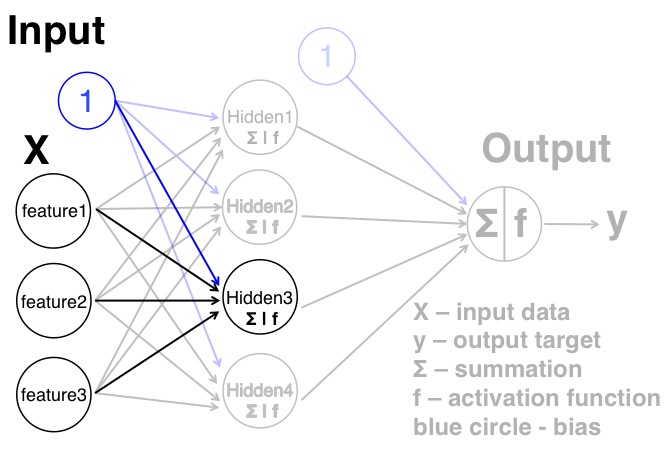 Input
1
1
X
Hidden1
Σ | f
Output
feature1
Hidden2
Σ | f
Σ f
y
feature2
Hidden3
Σ | f
feature3
Hidden4
Σ | f
X – input data
y – output target
Σ – summation
f – activation function
blue circle - bias